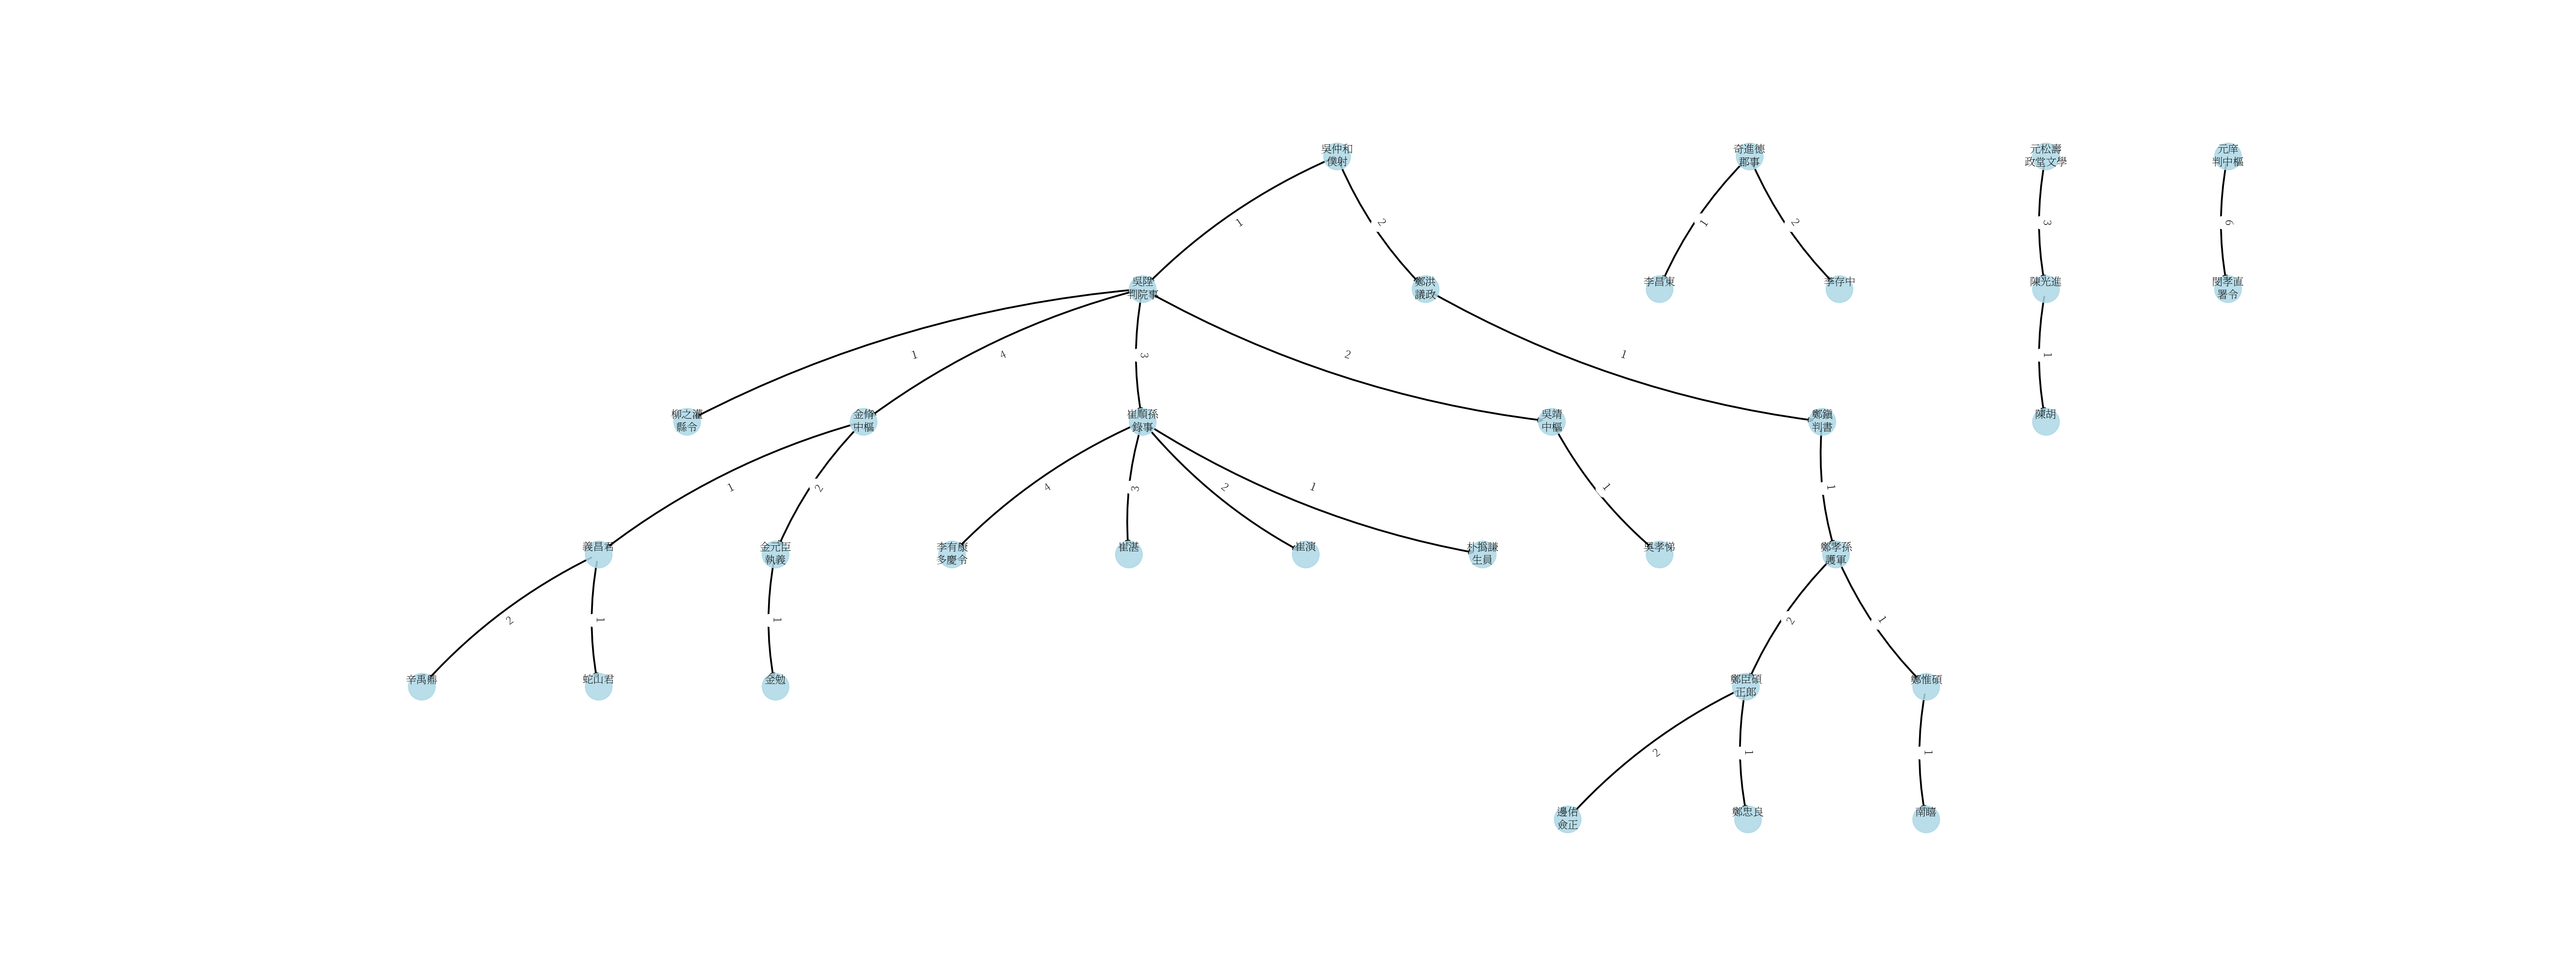 吳仲和
僕射
奇進德
郡事
元松壽
政堂文學
元庠
判中樞
1
2
1
2
3
6
吳陞
判院事
鄭洪
議政
李昌東
李存中
陳光進
閔孝直
署令
1
4
3
2
1
1
柳之灌
縣令
金脩
中樞
崔順孫
錄事
吳靖
中樞
鄭鎭
判書
陳胡
1
2
4
3
2
1
1
1
義昌君
金元臣
執義
李有康
多慶令
崔湛
崔演
朴撝謙
生員
吳孝悌
鄭孝孫
護軍
2
1
1
2
1
辛禹鼎
蛇山君
金勉
鄭臣碩
正郎
鄭惟碩
2
1
1
邊佑
僉正
鄭忠良
南疇